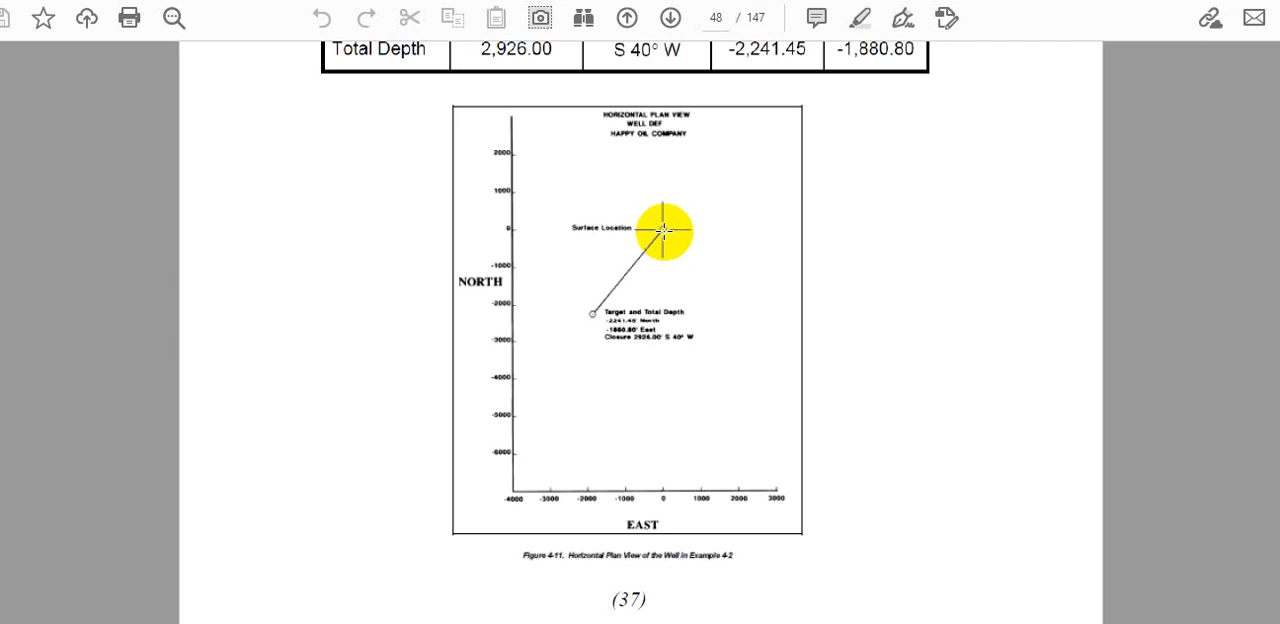 48 / 147
Total Depth 2,926.00 S 40° W -2,241.45 -1,880.80
HORIZONTAL PLAN VIEW
WELL DEF
HAPPY OIL COMPANY
2000
1000
Surface Location
0
-1000
NORTH
-2000
Target and Total Depth
-2241.45' North
-1880.80' East
Closure 2926.00' S 40° W
-3000
-4000
-5000
-6000
-4000 -3000 -2000 -1000 0 1000 2000 3000
EAST
Figure 4-11. Horizontal Plan View of the Well in Example 4-2
(37)